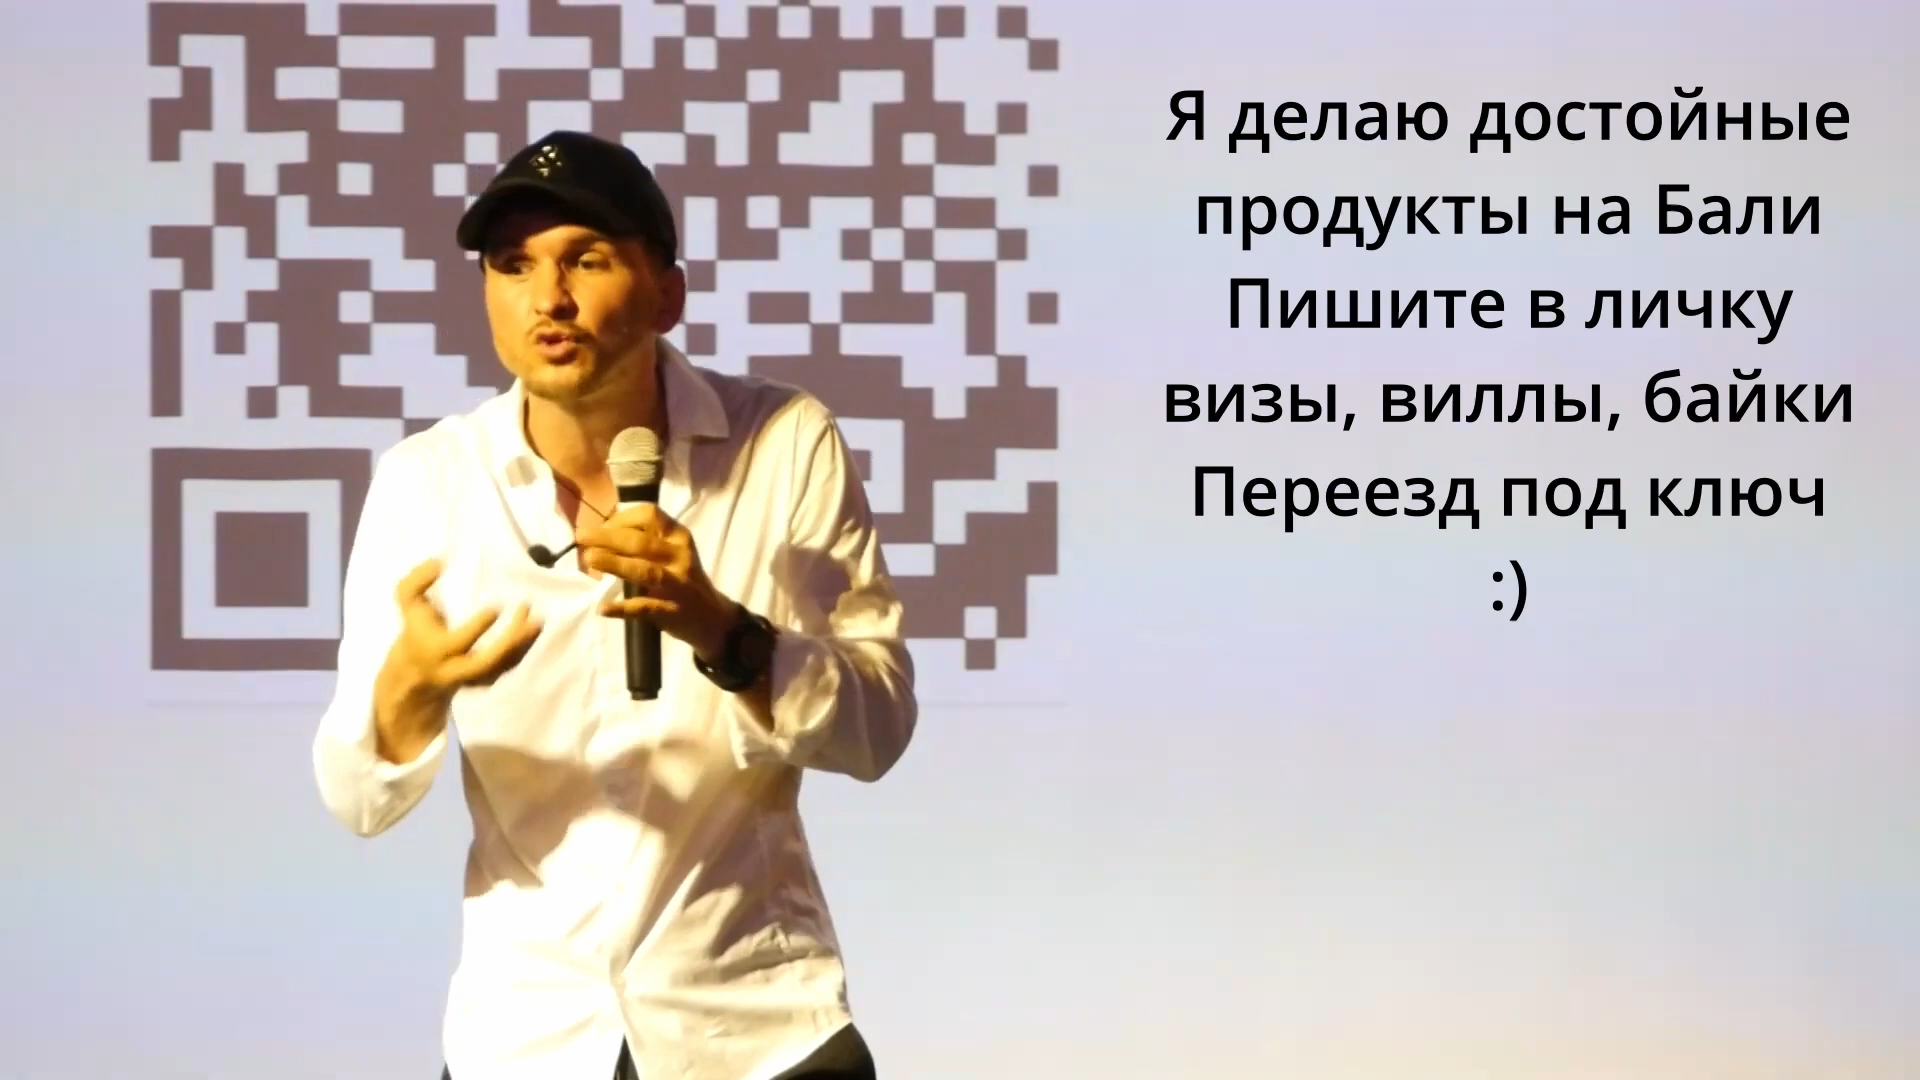 Я делаю достойные
продукты на Бали
Пишите в личку
визы, виллы, байки
Переезд под ключ
:)